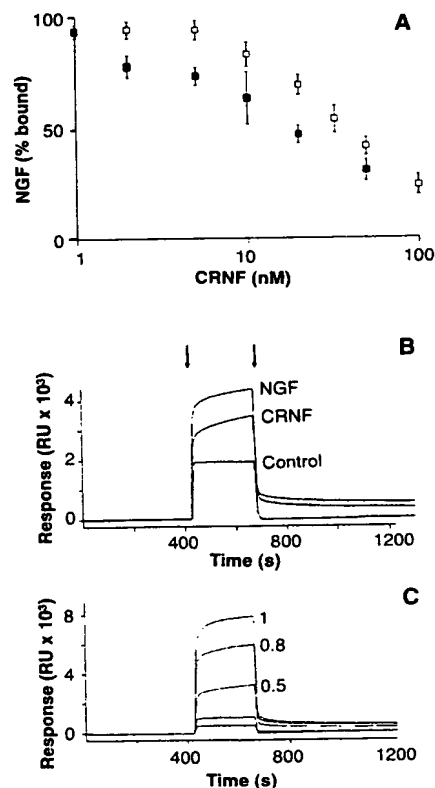 A
100
50
0
NGF (% bound)
1
10
100
CRNF (nM)
B
NGF
CRNF
Control
4
2
0
Response (RU x 10³)
400
800
1200
Time (s)
C
1
0.8
0.5
8
4
0
Response (RU x 10³)
400
800
1200
Time (s)